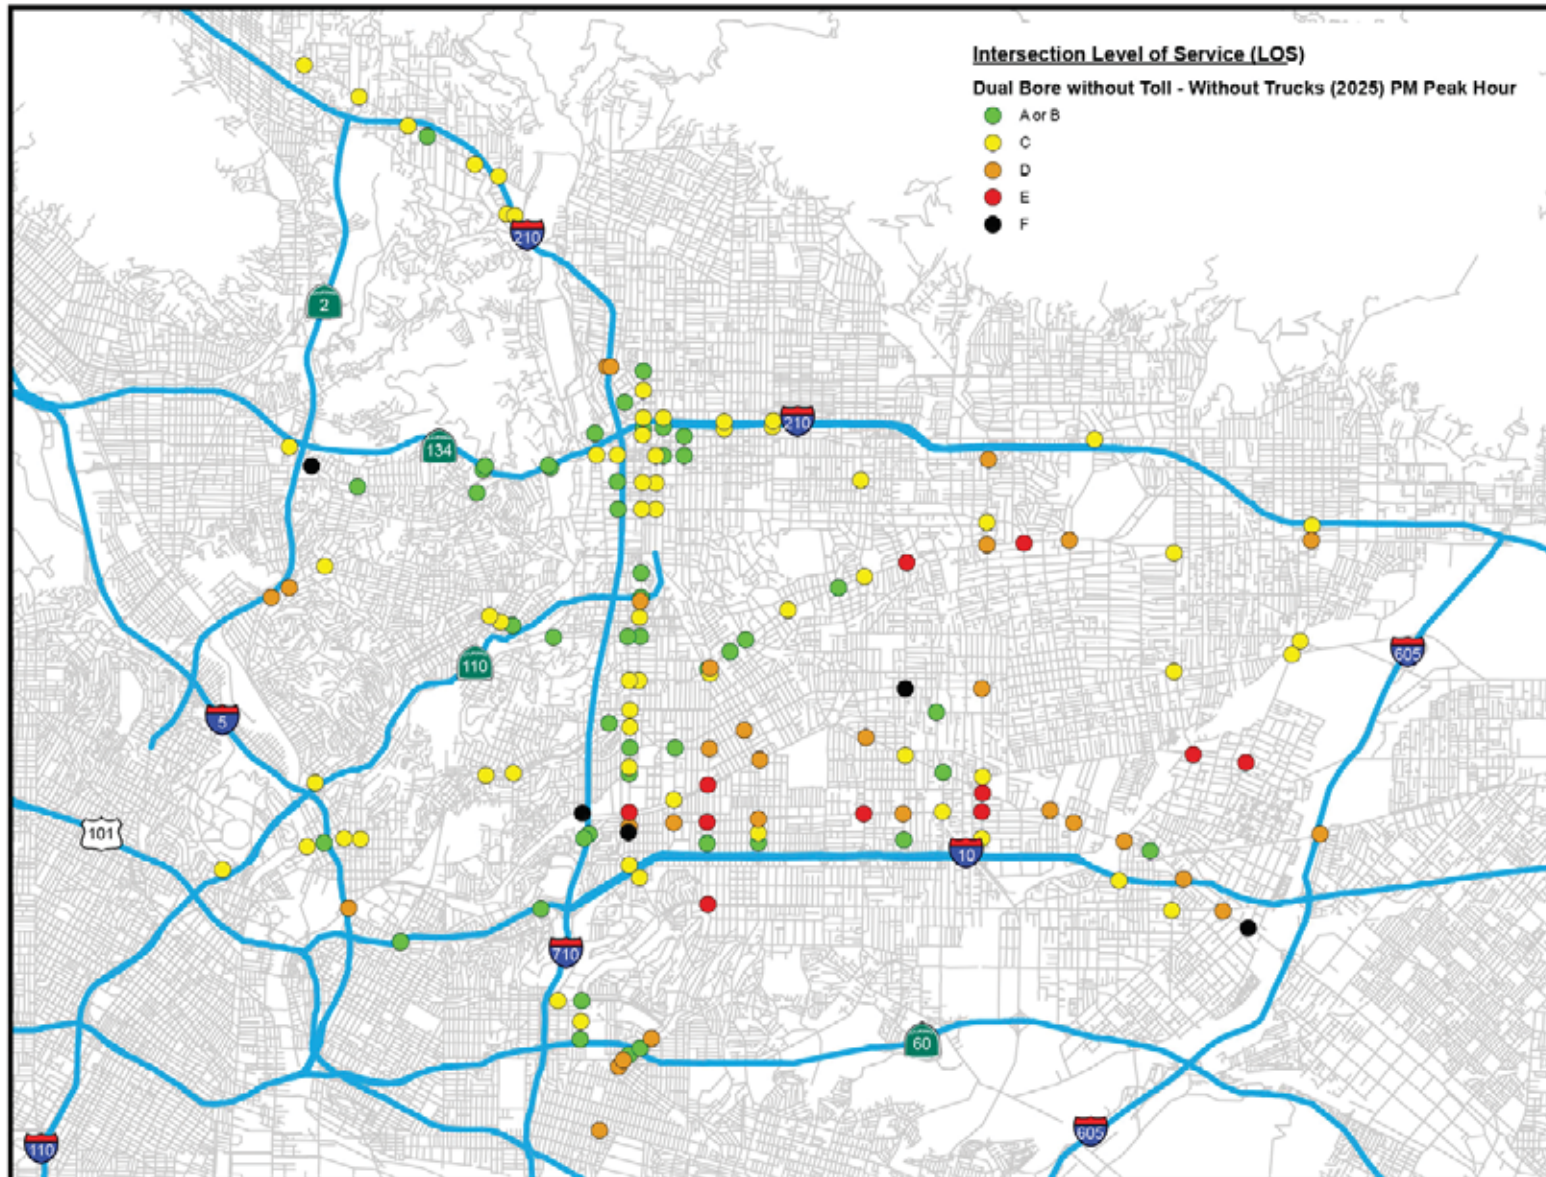 Intersection Level of Service (LOS)
Dual Bore without Toll - Without Trucks (2025) PM Peak Hour
A or B
C
D
E
F
210
2
134
210
110
605
5
101
10
710
60
110
605